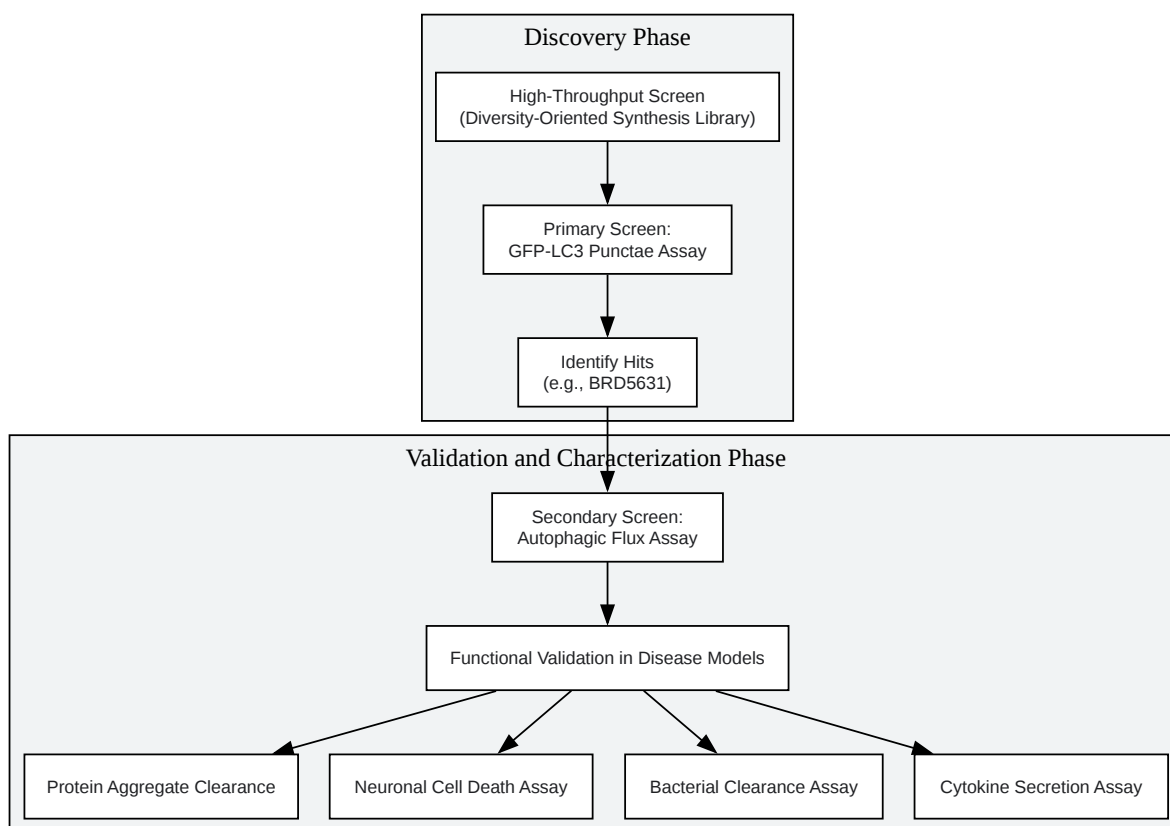 Discovery Phase
High-Throughput Screen
(Diversity-Oriented Synthesis Library)
Primary Screen:
GFP-LC3 Punctae Assay
Identify Hits
(e.g., BRD5631)
Validation and Characterization Phase
Secondary Screen:
Autophagic Flux Assay
Functional Validation in Disease Models
Protein Aggregate Clearance
Neuronal Cell Death Assay
Bacterial Clearance Assay
Cytokine Secretion Assay